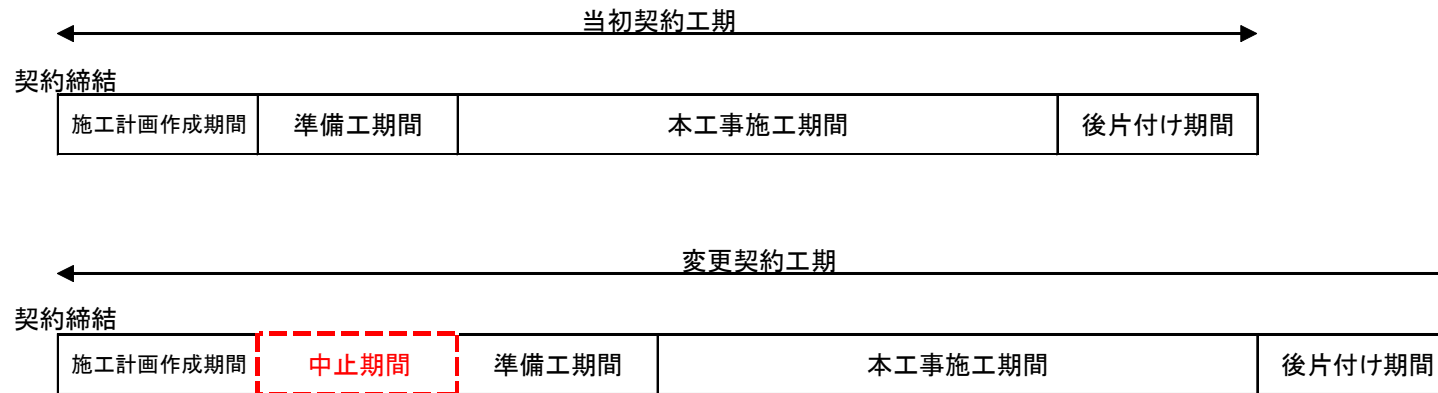 当初契約工期
契約締結
施工計画作成期間 準備工期間 本工事施工期間 後片付け期間
変更契約工期
契約締結
施工計画作成期間 中止期間 準備工期間 本工事施工期間 後片付け期間